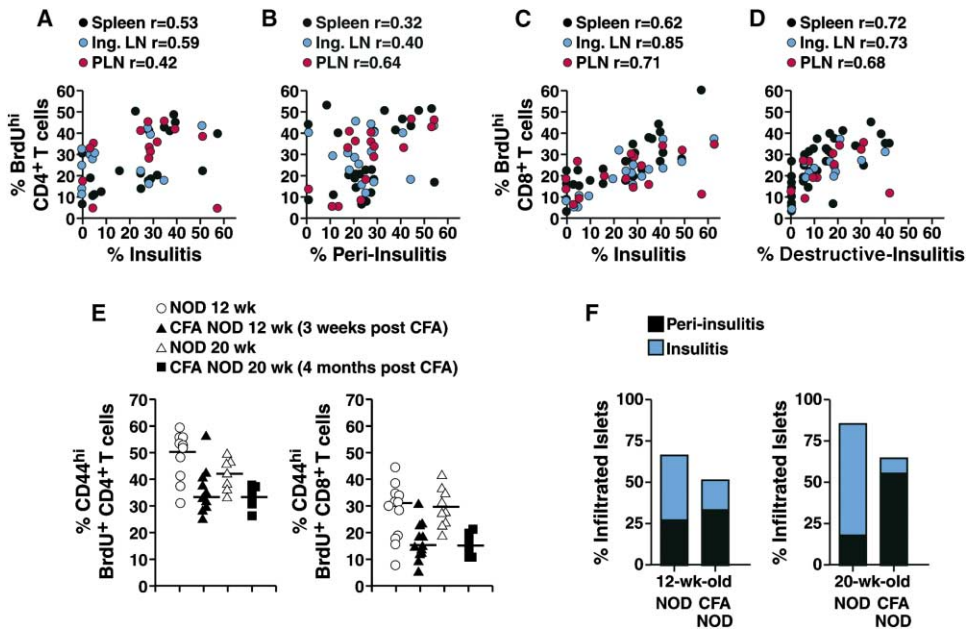 A
Spleen r=0.53
Ing. LN r=0.59
PLN r=0.42
% BrdUhi
CD4+ T cells
60
50
40
30
20
10
0
0 10 20 30 40 50 60
% Insulitis
B
Spleen r=0.32
Ing. LN r=0.40
PLN r=0.64
60
50
40
30
20
10
0
0 10 20 30 40 50 60
% Peri-Insulitis
C
Spleen r=0.62
Ing. LN r=0.85
PLN r=0.71
% BrdUhi
CD8+ T cells
60
50
40
30
20
10
0
0 10 20 30 40 50 60
% Insulitis
D
Spleen r=0.72
Ing. LN r=0.73
PLN r=0.68
60
50
40
30
20
10
0
0 10 20 30 40 50 60
% Destructive-Insulitis
E
NOD 12 wk
CFA NOD 12 wk (3 weeks post CFA)
NOD 20 wk
CFA NOD 20 wk (4 months post CFA)
% CD44hi
BrdU+ CD4+ T cells
70
60
50
40
30
20
10
0
% CD44hi
BrdU+ CD8+ T cells
70
60
50
40
30
20
10
0
F
Peri-insulitis
Insulitis
% Infiltrated Islets
100
75
50
25
0
12-wk-old
NOD CFA
NOD
% Infiltrated Islets
100
75
50
25
0
20-wk-old
NOD CFA
NOD